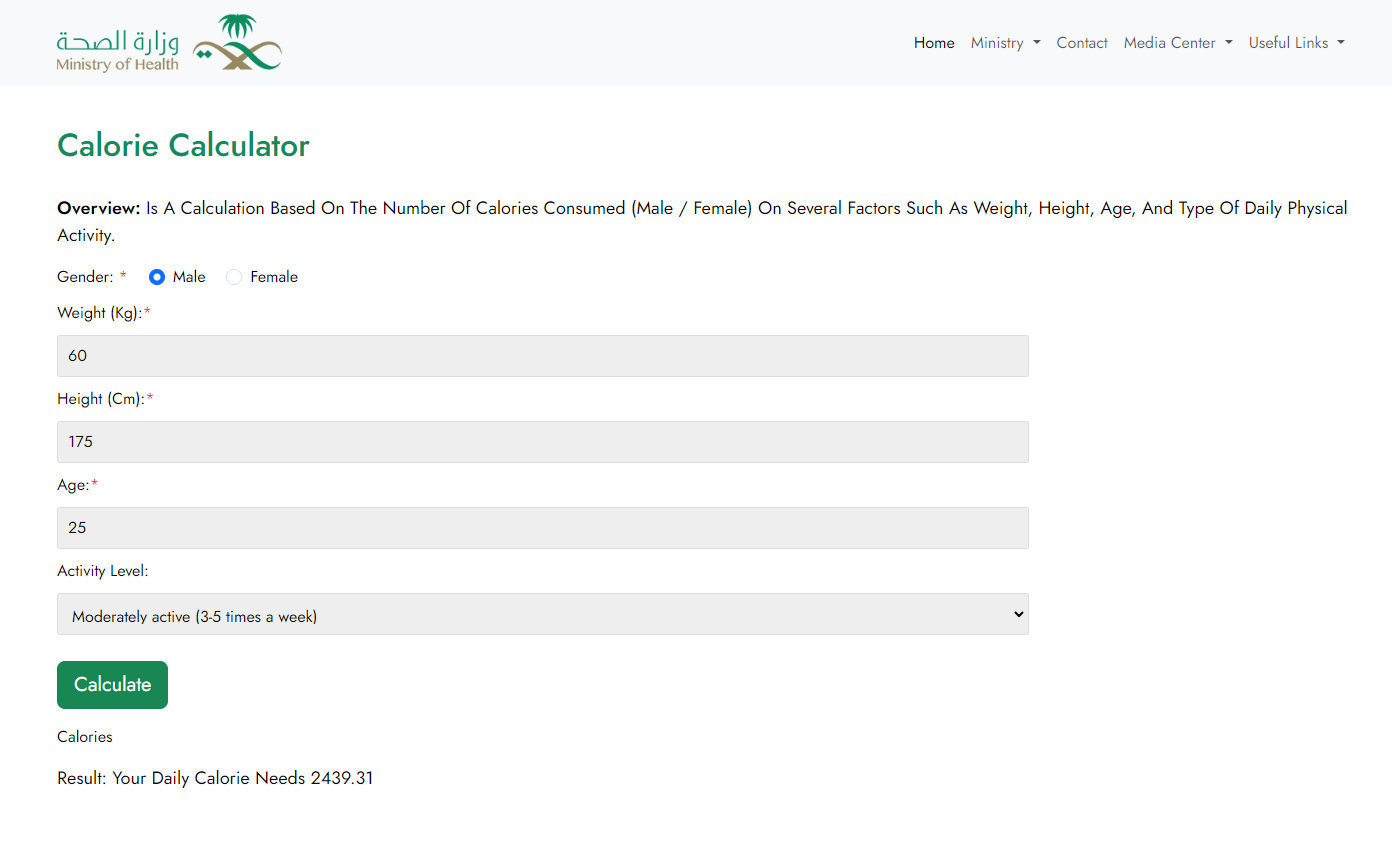 وزارة الصحة
Ministry of Health
Home Ministry Contact Media Center Useful Links
Calorie Calculator
Overview: Is A Calculation Based On The Number Of Calories Consumed (Male / Female) On Several Factors Such As Weight, Height, Age, And Type Of Daily Physical
Activity.
Gender: * Male Female
Weight (Kg):*
60
Height (Cm):*
175
Age:*
25
Activity Level:
Moderately active (3-5 times a week)
Calculate
Calories
Result: Your Daily Calorie Needs 2439.31